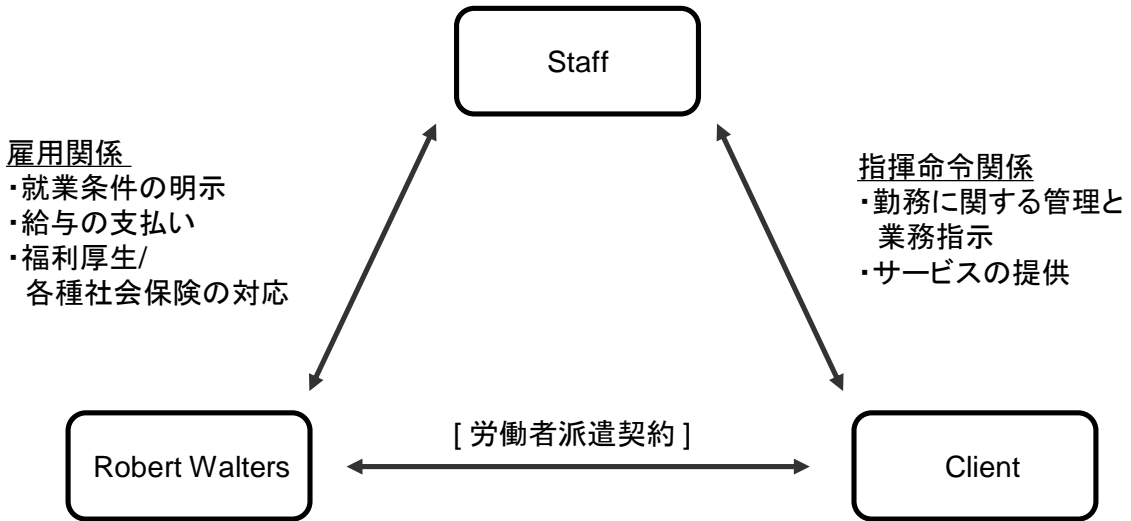 Staff
雇用関係
・就業条件の明示
・給与の支払い
・福利厚生/
各種社会保険の対応
指揮命令関係
・勤務に関する管理と
業務指示
・サービスの提供
[ 労働者派遣契約 ]
Robert Walters
Client